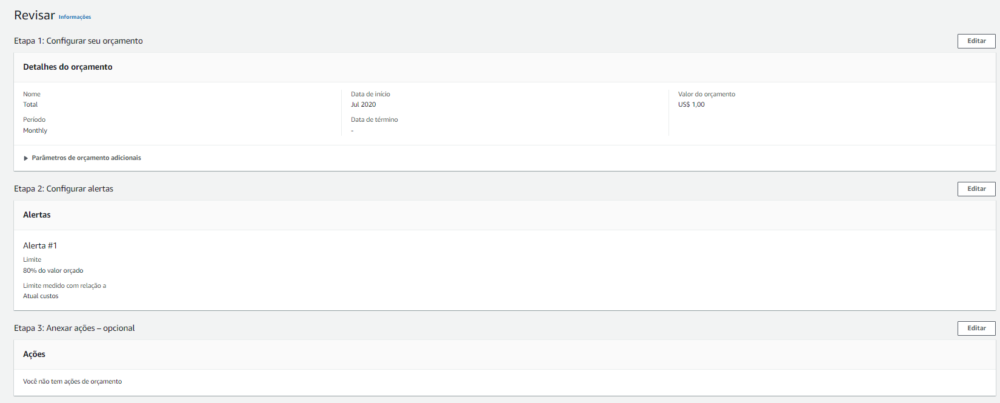 Revisar Informações
Etapa 1: Configurar seu orçamento
Editar
Detalhes do orçamento
Nome
Total
Período
Monthly
Data de início
Jul 2020
Data de término
-
Valor do orçamento
US$ 1,00
Parâmetros de orçamento adicionais
Etapa 2: Configurar alertas
Editar
Alertas
Alerta #1
Limite
80% do valor orçado
Limite medido com relação a
Atual custos
Etapa 3: Anexar ações – opcional
Editar
Ações
Você não tem ações de orçamento